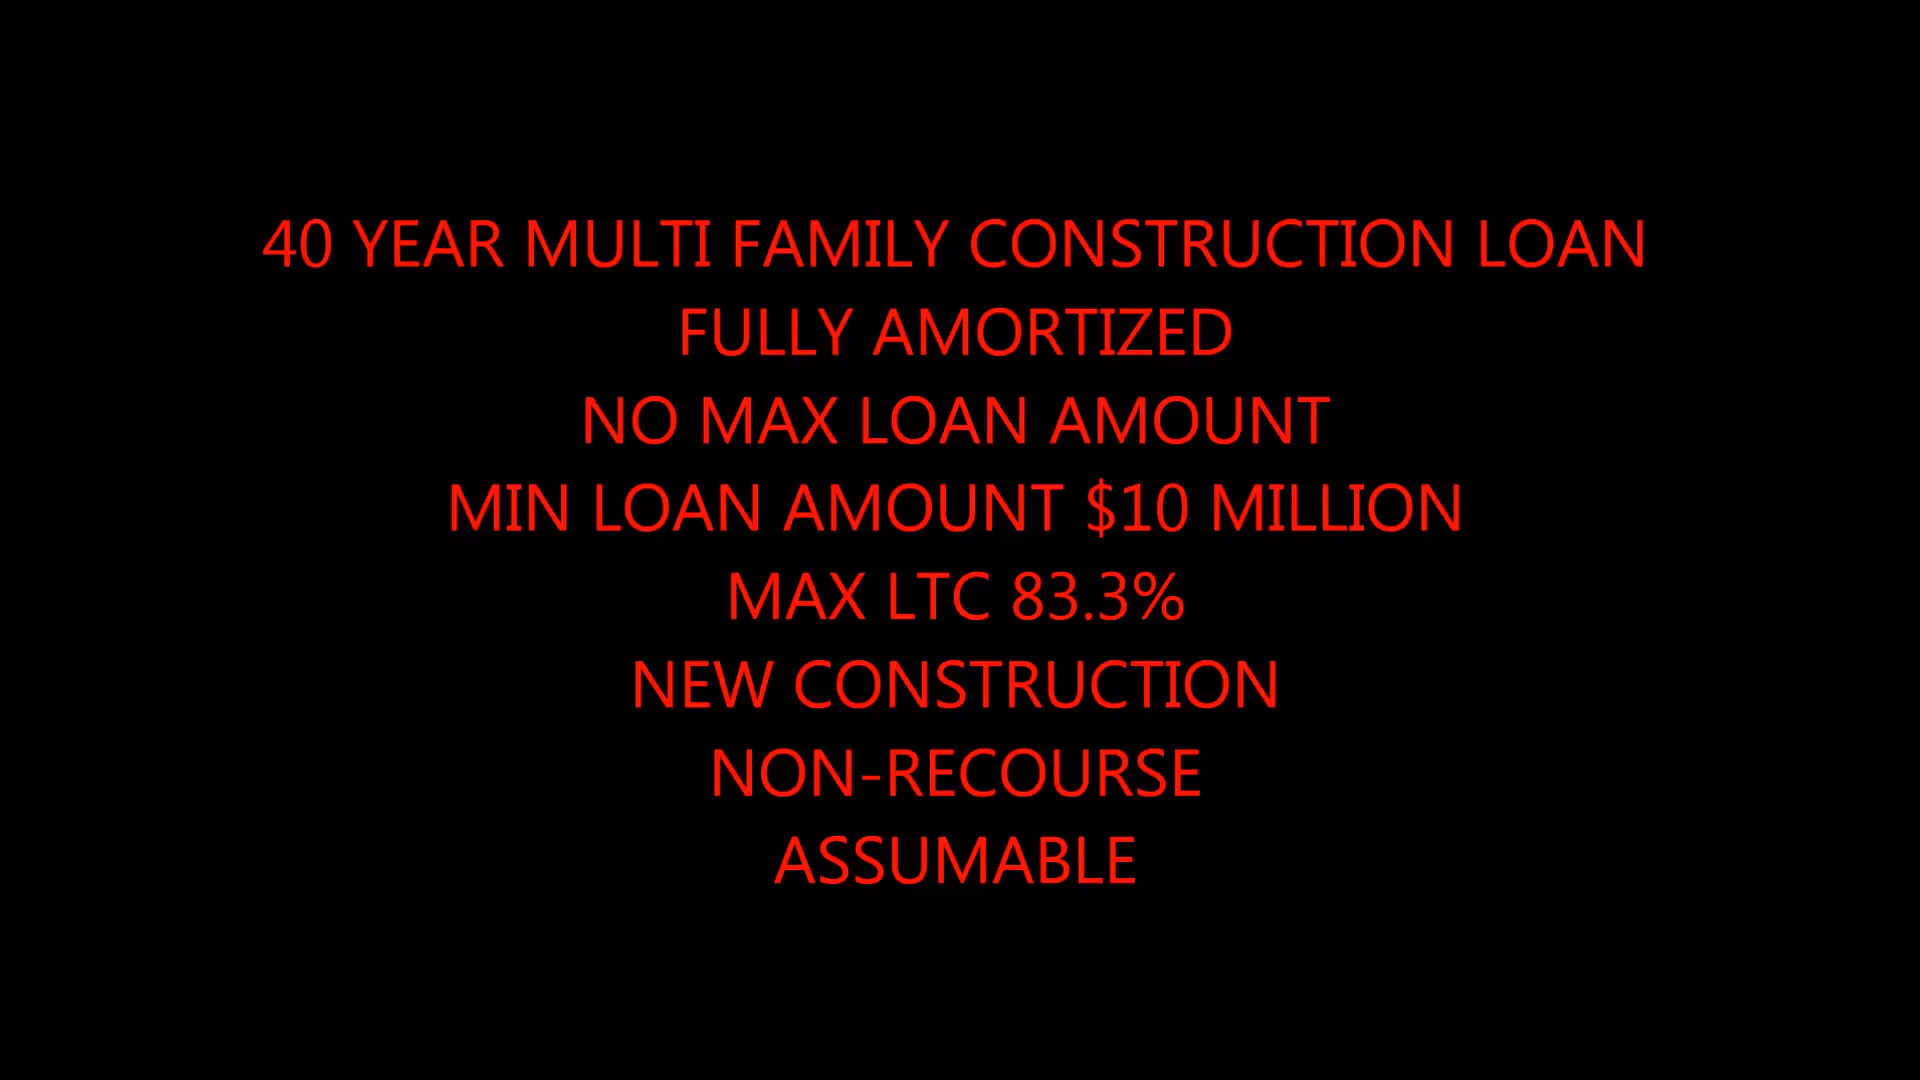 40 YEAR MULTI FAMILY CONSTRUCTION LOAN
FULLY AMORTIZED
NO MAX LOAN AMOUNT
MIN LOAN AMOUNT $10 MILLION
MAX LTC 83.3%
NEW CONSTRUCTION
NON-RECOURSE
ASSUMABLE